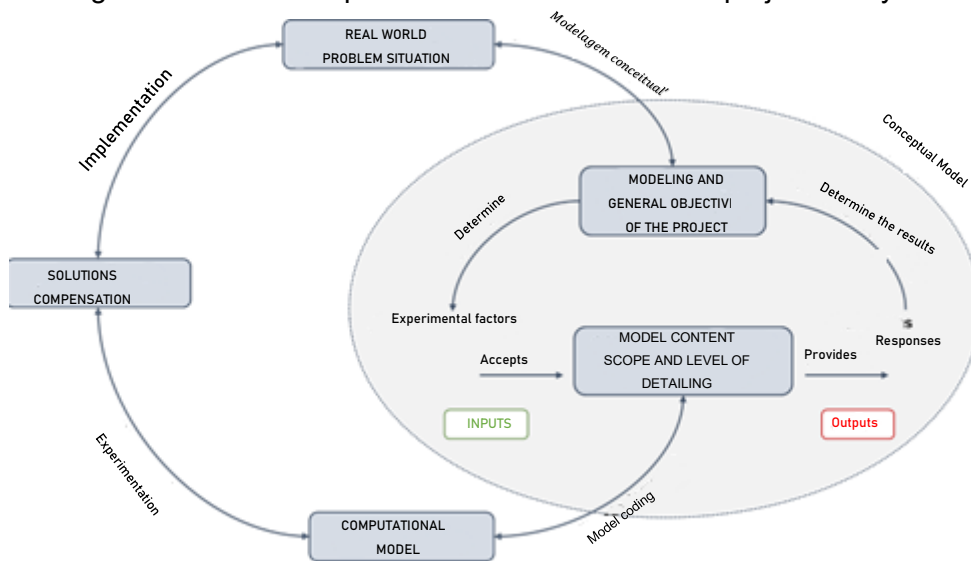 REAL WORLD
PROBLEM SITUATION
Modelagem conceitual'
Implementation
Conceptual Model
MODELING AND
GENERAL OBJECTIVI
OF THE PROJECT
Determine
Determine the results
SOLUTIONS
COMPENSATION
Experimental factors
s
Responses
MODEL CONTENT
SCOPE AND LEVEL OF
DETAILING
Accepts
Provides
INPUTS
Outputs
Experimentation
Model coding
COMPUTATIONAL
MODEL